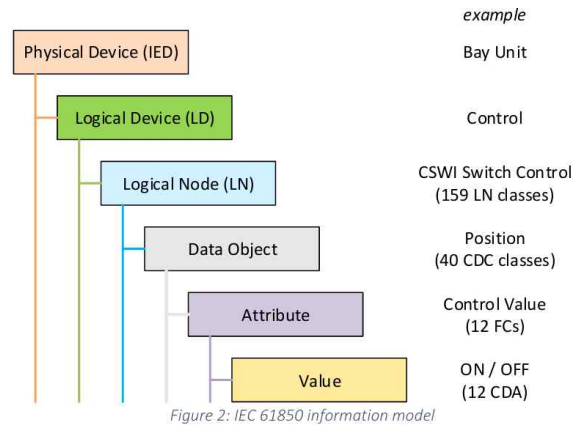 example
Physical Device (IED)
Bay Unit
Logical Device (LD)
Control
Logical Node (LN)
CSWI Switch Control
(159 LN classes)
Data Object
Position
(40 CDC classes)
Attribute
Control Value
(12 FCs)
Value
ON / OFF
(12 CDA)
Figure 2: IEC 61850 information model